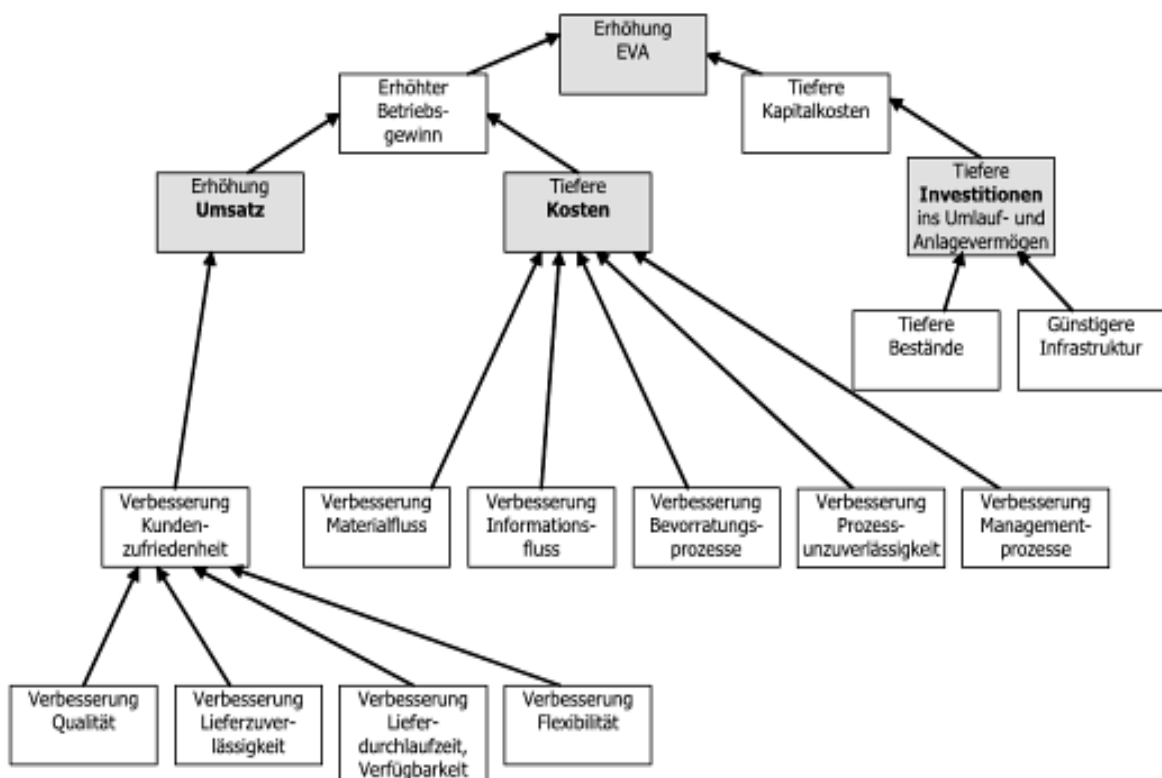 Erhöhung
EVA
Erhöhter
Betriebs-
gewinn
Tiefere
Kapitalkosten
Erhöhung
Umsatz
Tiefere
Kosten
Tiefere
Investitionen
ins Umlauf- und
Anlagevermögen
Tiefere
Bestände
Günstigere
Infrastruktur
Verbesserung
Kunden-
zufriedenheit
Verbesserung
Materialfluss
Verbesserung
Informations-
fluss
Verbesserung
Bevorratungs-
prozesse
Verbesserung
Prozess-
unzuverlässigkeit
Verbesserung
Management-
prozesse
Verbesserung
Qualität
Verbesserung
Lieferzuver-
lässigkeit
Verbesserung
Liefer-
durchlaufzeit,
Verfügbarkeit
Verbesserung
Flexibilität